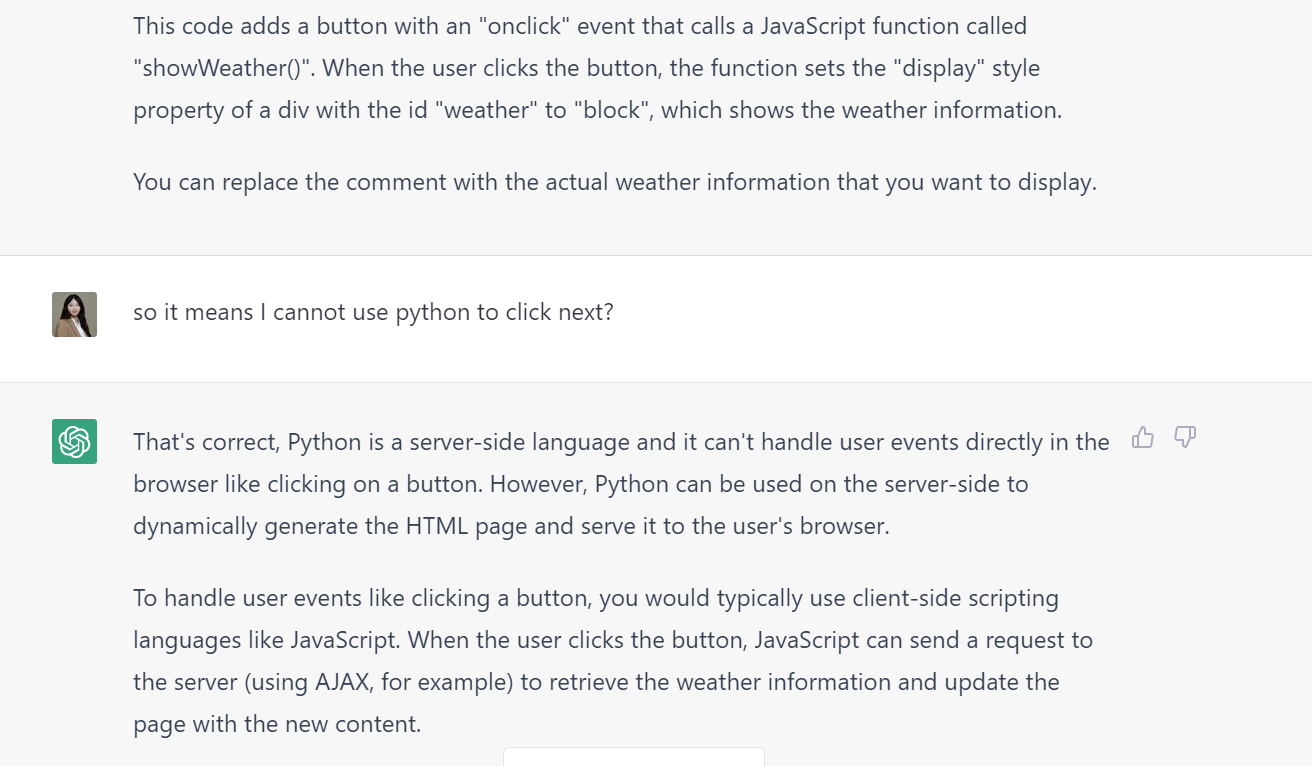 This code adds a button with an "onclick" event that calls a JavaScript function called
"showWeather()". When the user clicks the button, the function sets the "display" style
property of a div with the id "weather" to "block", which shows the weather information.
You can replace the comment with the actual weather information that you want to display.
so it means I cannot use python to click next?
That's correct, Python is a server-side language and it can't handle user events directly in the
browser like clicking on a button. However, Python can be used on the server-side to
dynamically generate the HTML page and serve it to the user's browser.
To handle user events like clicking a button, you would typically use client-side scripting
languages like JavaScript. When the user clicks the button, JavaScript can send a request to
the server (using AJAX, for example) to retrieve the weather information and update the
page with the new content.